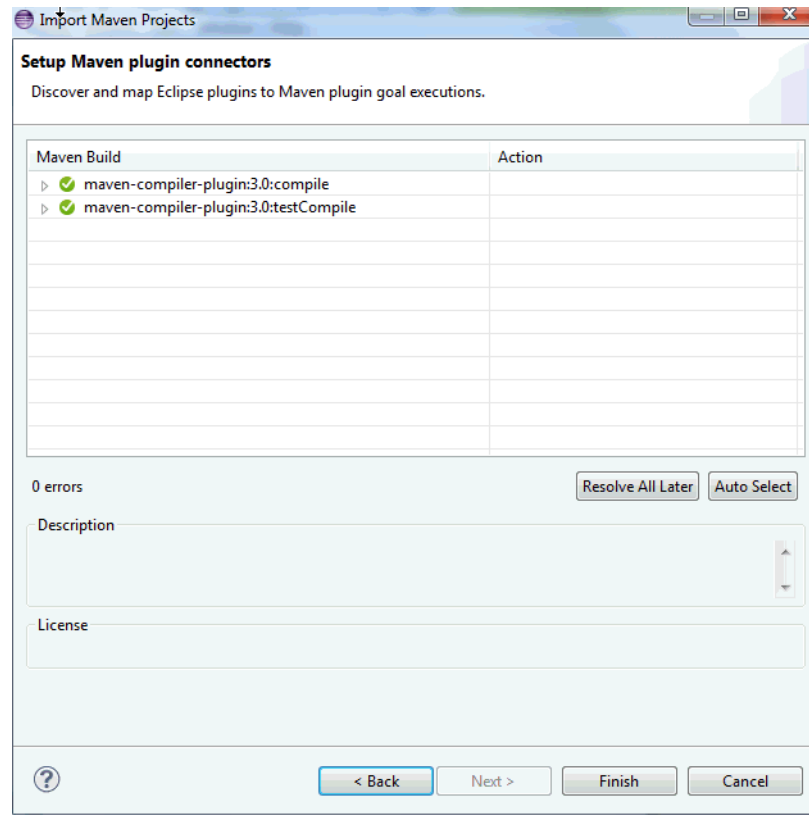 Import Maven Projects
Setup Maven plugin connectors
Discover and map Eclipse plugins to Maven plugin goal executions.
Maven Build Action
maven-compiler-plugin:3.0:compile
maven-compiler-plugin:3.0:testCompile
0 errors Resolve All Later Auto Select
Description
License
? < Back Next > Finish Cancel